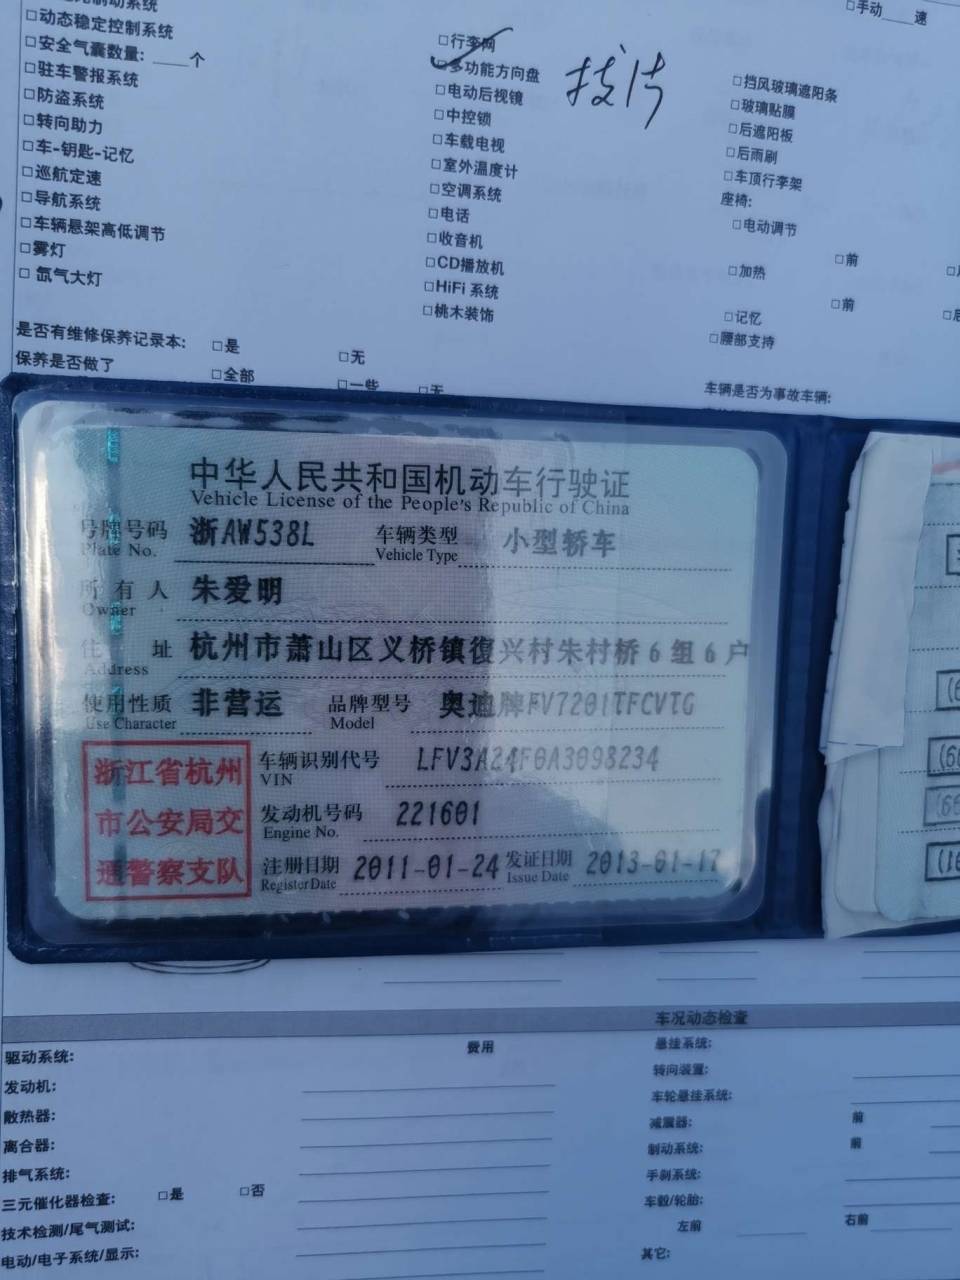 □动态稳定控制系统
□安全气囊数量: ____个
□驻车警报系统
□防盗系统
□转向助力
□车-钥匙-记忆
□巡航定速
□导航系统
□车辆悬架高低调节
□雾灯
□ 氙气大灯
□行李网
□多功能方向盘
□电动后视镜
□中控锁
□车载电视
□室外温度计
□空调系统
□电话
□收音机
□CD播放机
□HiFi 系统
□桃木装饰
□手动____速
□挡风玻璃遮阳条
□玻璃贴膜
□后遮阳板
□后雨刷
□车顶行李架
座椅:
□电动调节
□前
□加热
□前
□记忆
□腰部支持
是否有维修保养记录本: □是 □无
保养是否做了 □全部 □一些 □无
车辆是否为事故车辆:
中华人民共和国机动车行驶证
Vehicle License of the People's Republic of China
号牌号码 浙AW538L 车辆类型 小型轿车
Plate No. Vehicle Type
所有人 朱爱明
Owner
住址 杭州市萧山区义桥镇復兴村朱村桥6组6户
Address
使用性质 非营运 品牌型号 奥迪牌FV7201TFCVTG
Use Character Model
浙江省杭州
市公安局交
通警察支队
车辆识别代号 LFV3A24F0A3098234
VIN
发动机号码 221601
Engine No.
注册日期 2011-01-24 发证日期 2013-01-17
Register Date Issue Date
车况动态检查
驱动系统: 费用
发动机:
散热器:
离合器:
排气系统:
三元催化器检查: □是 □否
技术检测/尾气测试:
电动/电子系统/显示:
悬挂系统:
转向装置:
车轮悬挂系统:
减震器: 前
制动系统: 前
手刹系统:
车毂/轮胎:
左前 右前
其它: